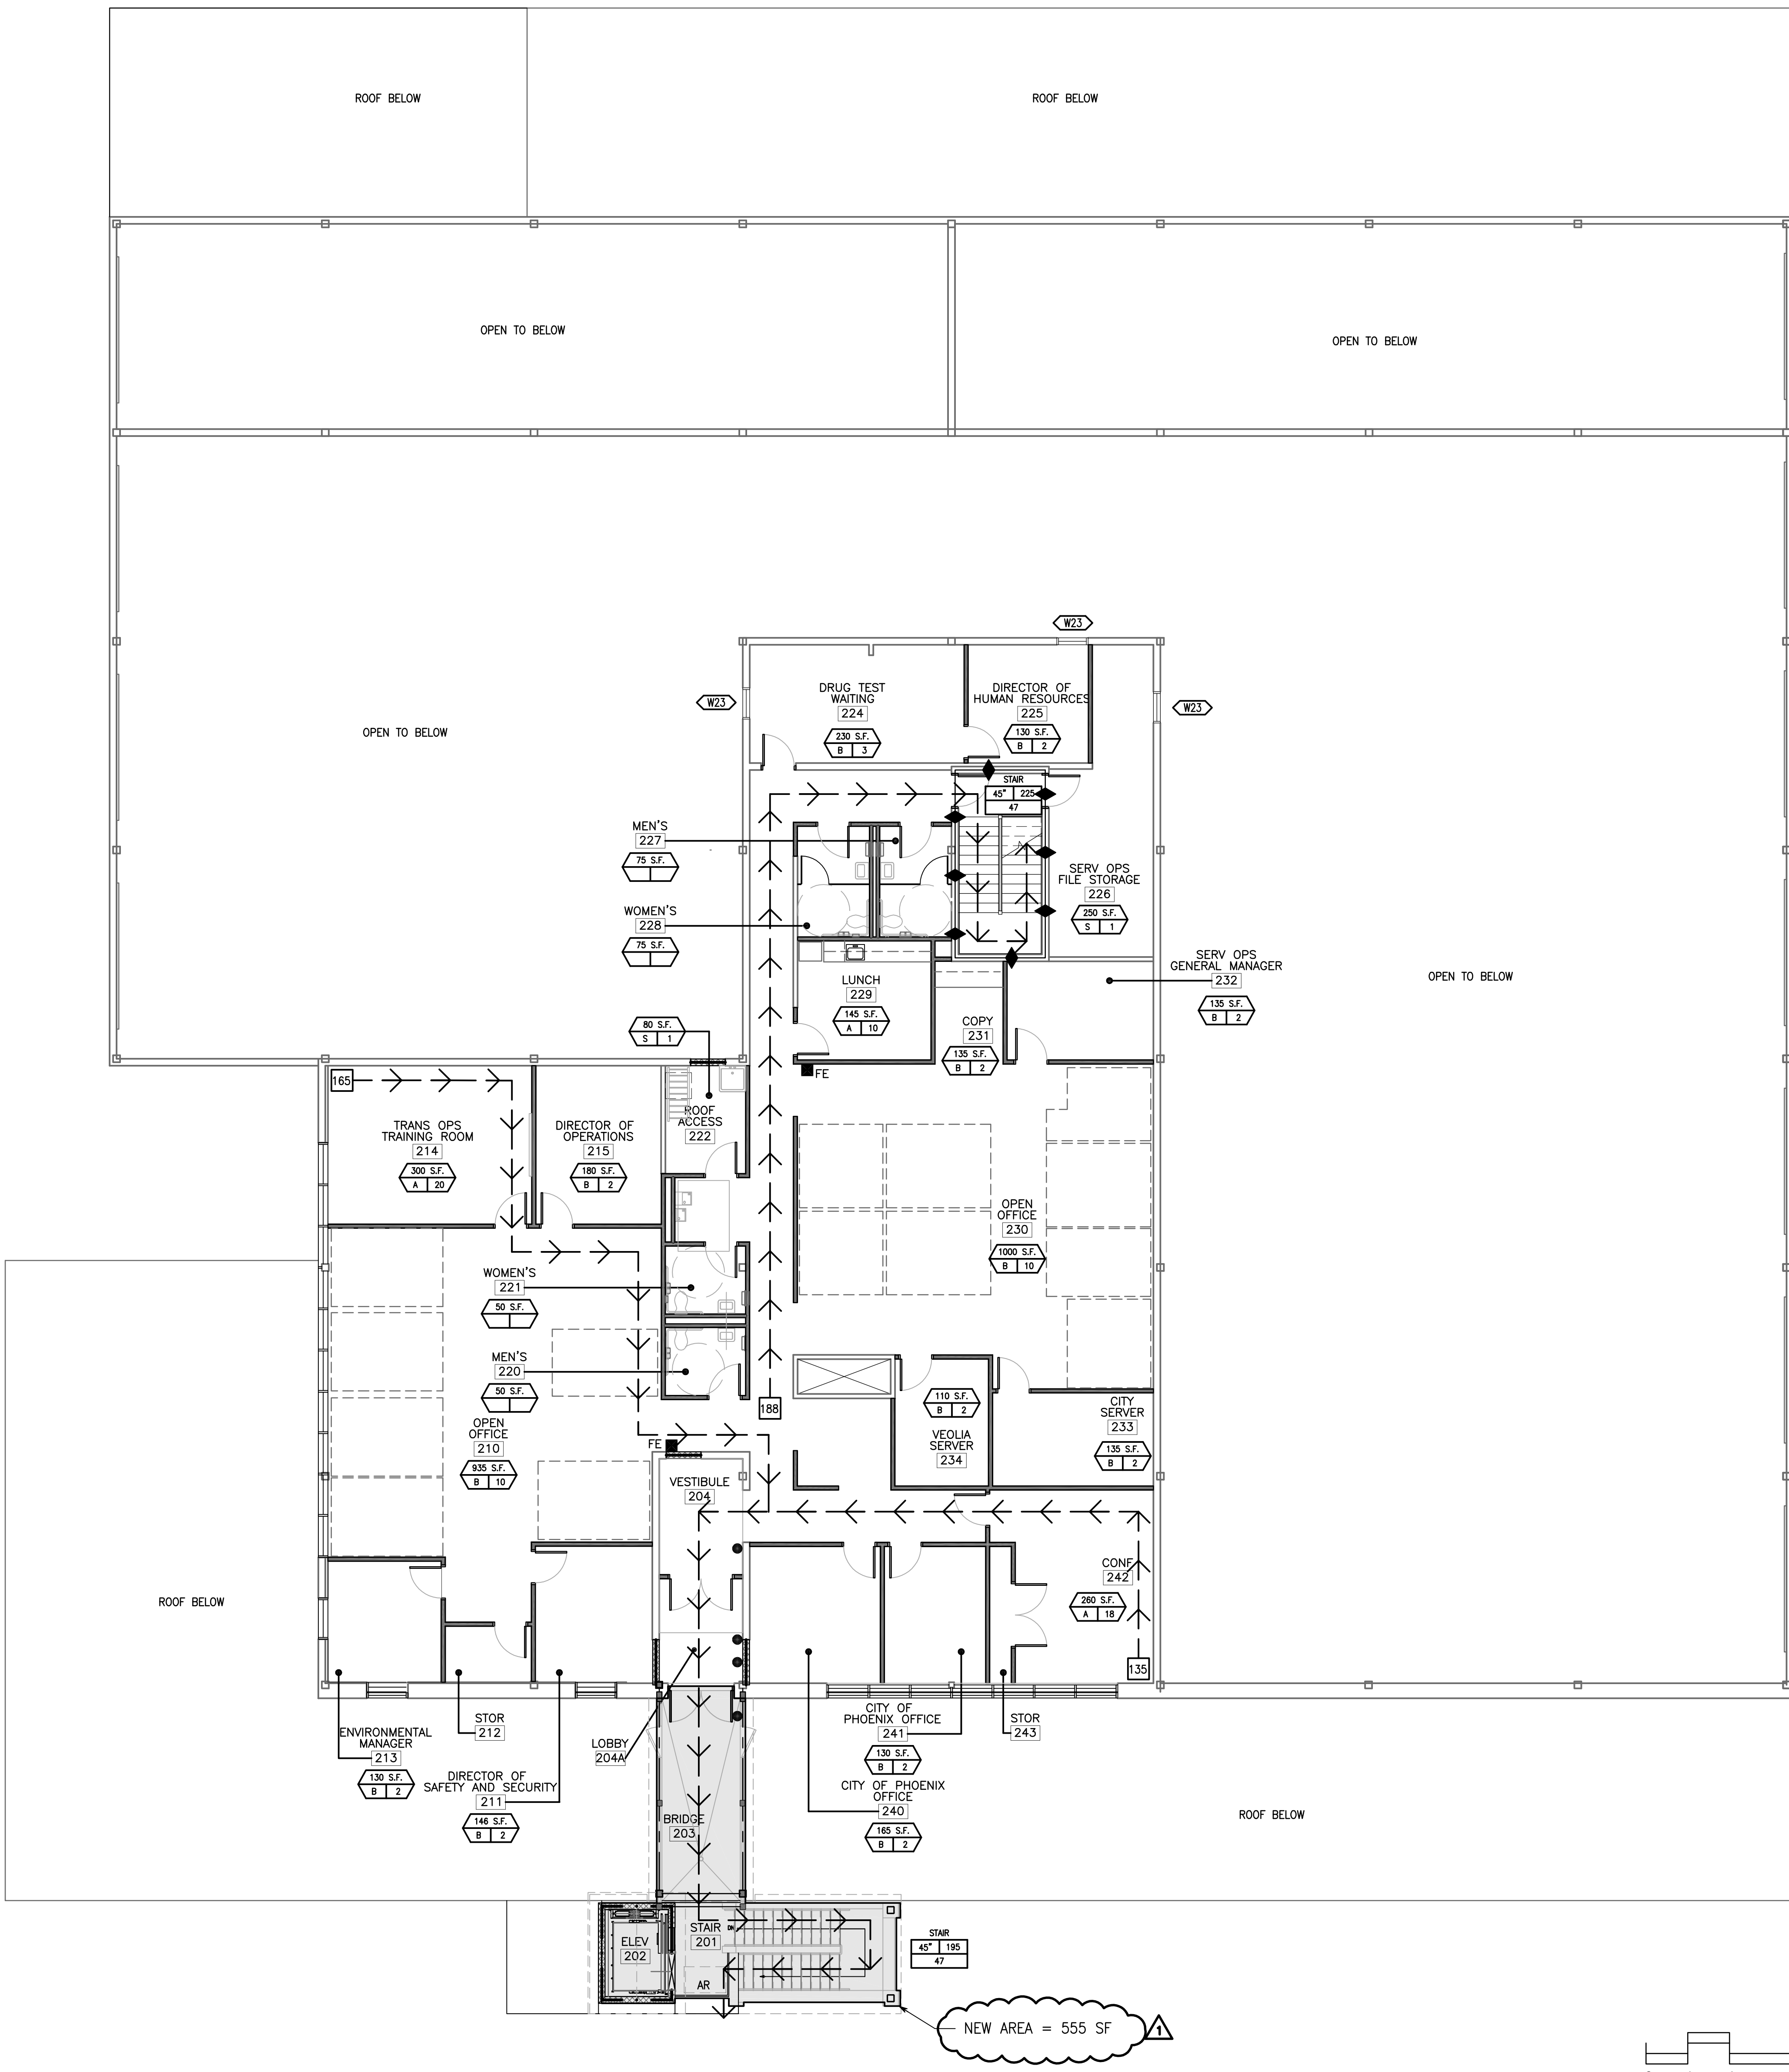 ROOF BELOW
ROOF BELOW
OPEN TO BELOW
OPEN TO BELOW
W23
DRUG TEST
WAITING
224
230 S.F.
B 3
DIRECTOR OF
HUMAN RESOURCES
225
130 S.F.
B 2
W23
W23
OPEN TO BELOW
STAIR
45" 225
47
MEN'S
227
75 S.F.
SERV OPS
FILE STORAGE
226
250 S.F.
S 1
WOMEN'S
228
75 S.F.
SERV OPS
GENERAL MANAGER
232
135 S.F.
B 2
OPEN TO BELOW
LUNCH
229
145 S.F.
A 10
COPY
231
135 S.F.
B 2
80 S.F.
S 1
FE
165
TRANS OPS
TRAINING ROOM
214
300 S.F.
A 20
DIRECTOR OF
OPERATIONS
215
180 S.F.
B 2
ROOF
ACCESS
222
OPEN
OFFICE
230
1000 S.F.
B 10
WOMEN'S
221
50 S.F.
MEN'S
220
50 S.F.
188
110 S.F.
B 2
VEOLIA
SERVER
234
CITY
SERVER
233
135 S.F.
B 2
OPEN
OFFICE
210
935 S.F.
B 10
FE
VESTIBULE
204
CONF
242
260 S.F.
A 18
135
ROOF BELOW
ENVIRONMENTAL
MANAGER
213
130 S.F.
B 2
STOR
212
DIRECTOR OF
SAFETY AND SECURITY
211
146 S.F.
B 2
LOBBY
204A
CITY OF
PHOENIX OFFICE
241
130 S.F.
B 2
STOR
243
CITY OF PHOENIX
OFFICE
240
165 S.F.
B 2
BRIDGE
203
ROOF BELOW
ELEV
202
STAIR
201
DN
AR
STAIR
45" 195
47
NEW AREA = 555 SF
1